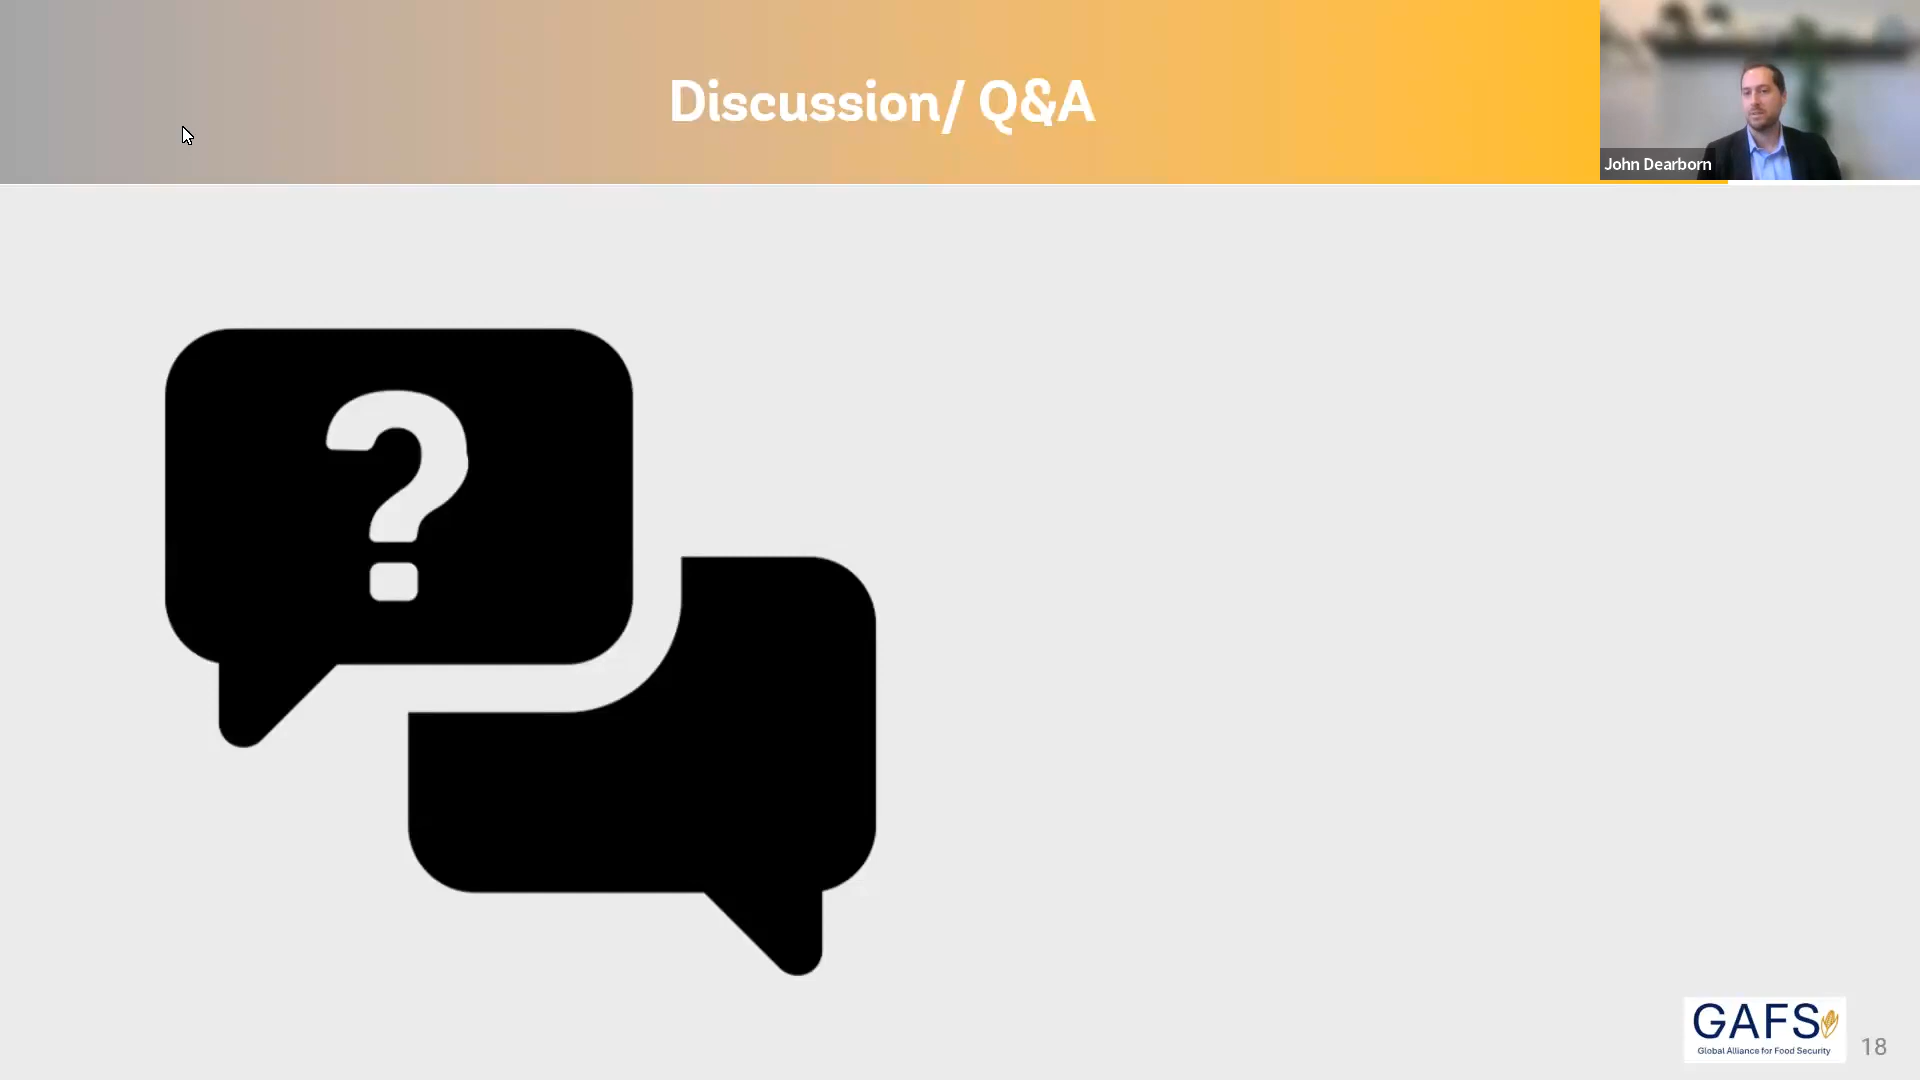 Discussion/ Q&A
John Dearborn
?
GAFS
Global Alliance for Food Security
18